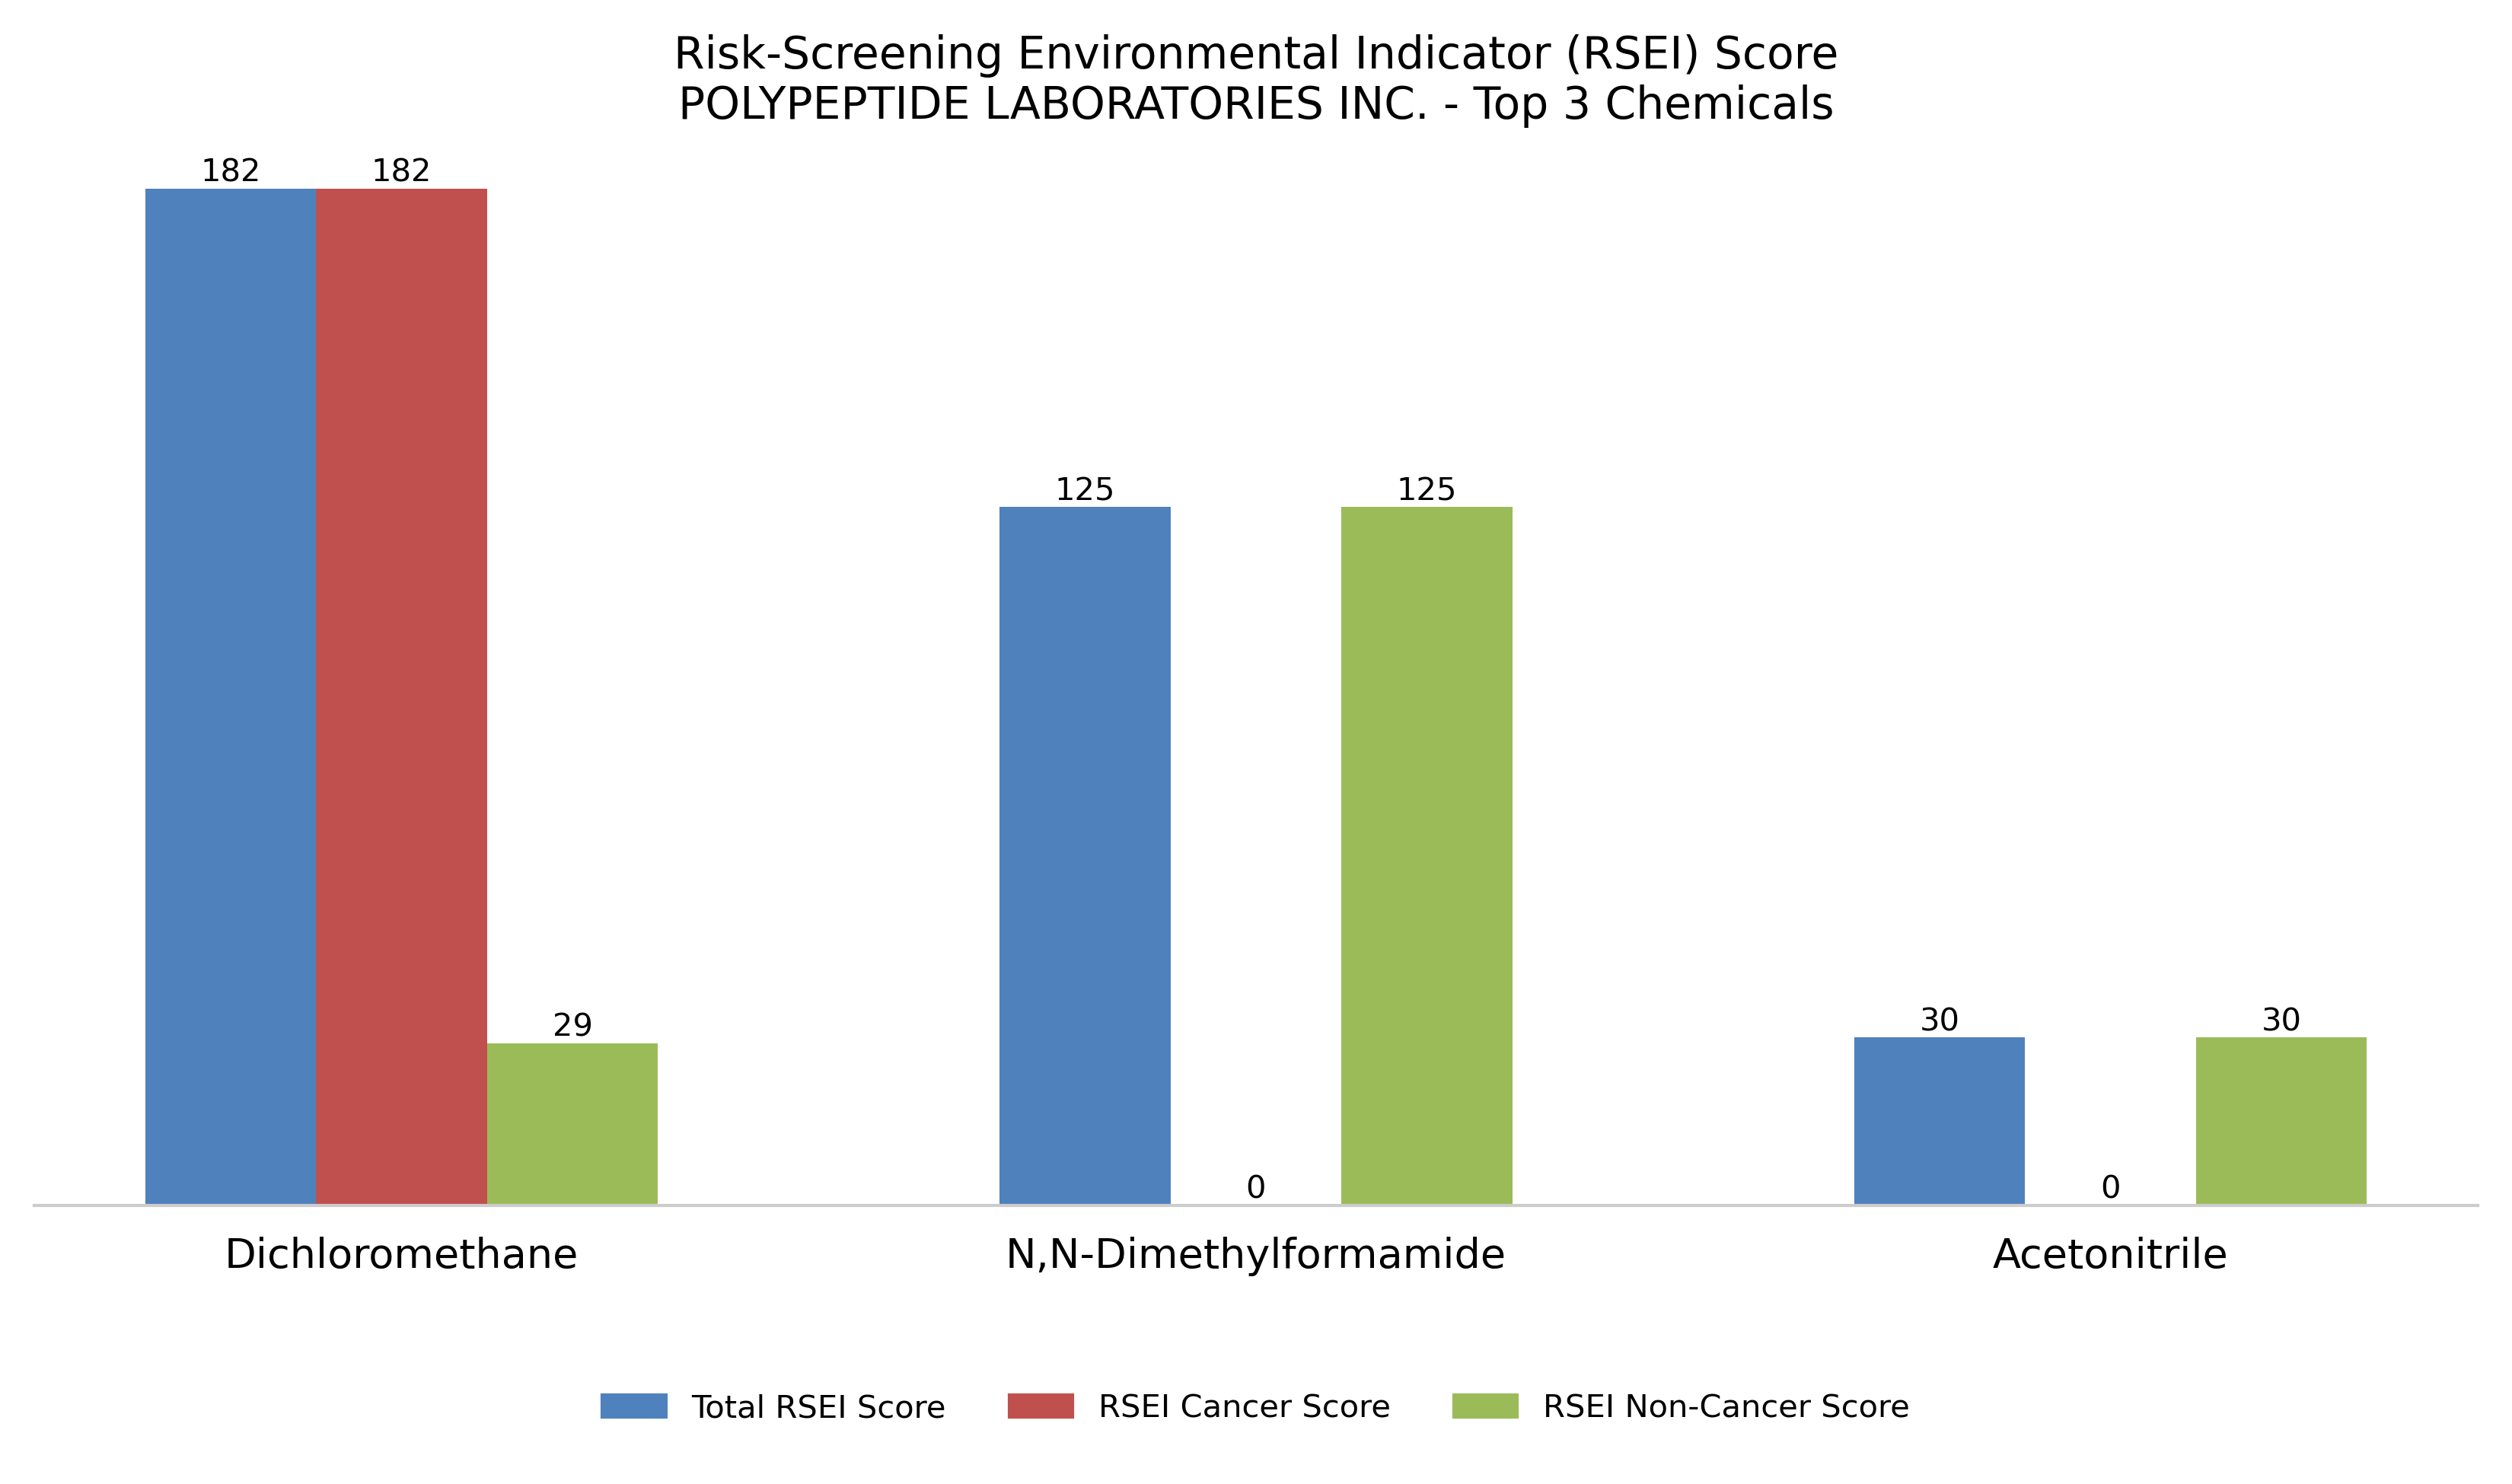 Risk-Screening Environmental Indicator (RSEI) Score
POLYPEPTIDE LABORATORIES INC. - Top 3 Chemicals
182
182
29
125
0
125
30
0
30
Dichloromethane
N,N-Dimethylformamide
Acetonitrile
Total RSEI Score
RSEI Cancer Score
RSEI Non-Cancer Score